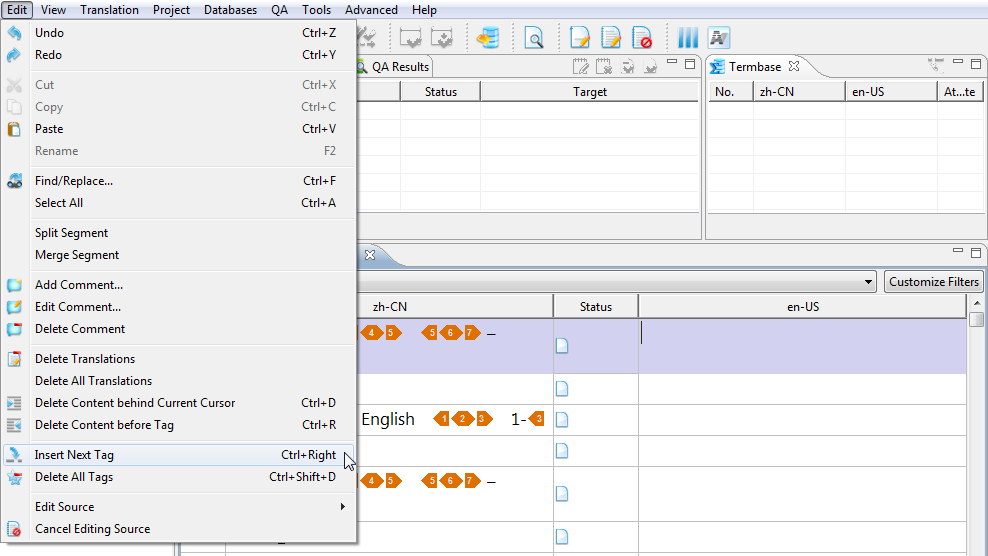 Edit View Translation Project Databases QA Tools Advanced Help
Undo Ctrl+Z
Redo Ctrl+Y
Cut Ctrl+X
Copy Ctrl+C
Paste Ctrl+V
Rename F2
Find/Replace... Ctrl+F
Select All Ctrl+A
Split Segment
Merge Segment
Add Comment...
Edit Comment...
Delete Comment
Delete Translations
Delete All Translations
Delete Content behind Current Cursor Ctrl+D
Delete Content before Tag Ctrl+R
Insert Next Tag Ctrl+Right
Delete All Tags Ctrl+Shift+D
Edit Source
Cancel Editing Source
QA Results
Status Target
Termbase
No. zh-CN en-US At...te
Customize Filters
zh-CN Status en-US
4 5 5 6 7 –
English 1 2 3 1- 3
4 5 5 6 7 –